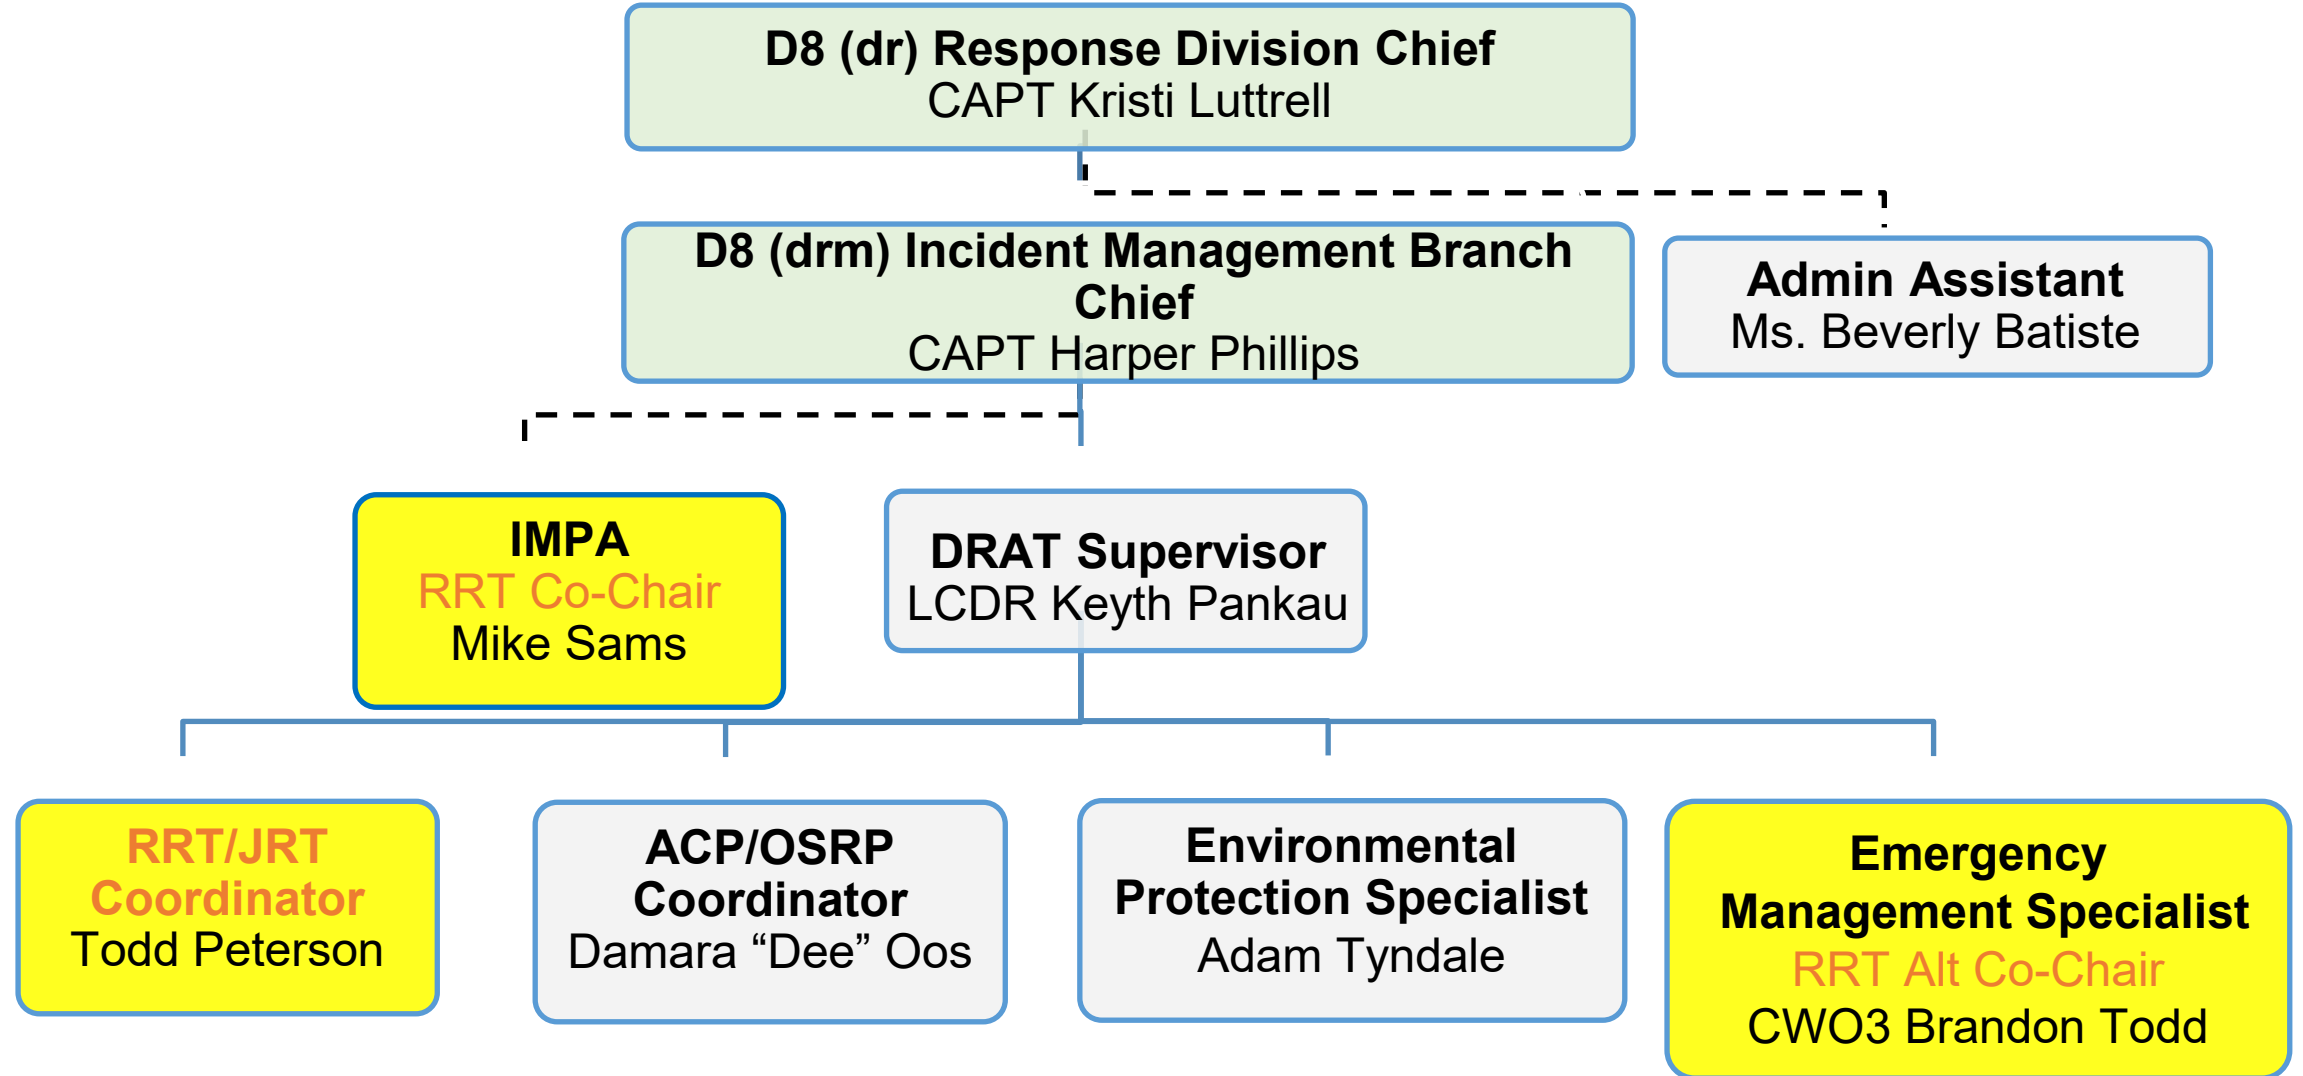 D8 (dr) Response Division Chief
CAPT Kristi Luttrell
D8 (drm) Incident Management Branch
Chief
CAPT Harper Phillips
Admin Assistant
Ms. Beverly Batiste
IMPA
RRT Co-Chair
Mike Sams
DRAT Supervisor
LCDR Keyth Pankau
RRT/JRT
Coordinator
Todd Peterson
ACP/OSRP
Coordinator
Damara “Dee” Oos
Environmental
Protection Specialist
Adam Tyndale
Emergency
Management Specialist
RRT Alt Co-Chair
CWO3 Brandon Todd